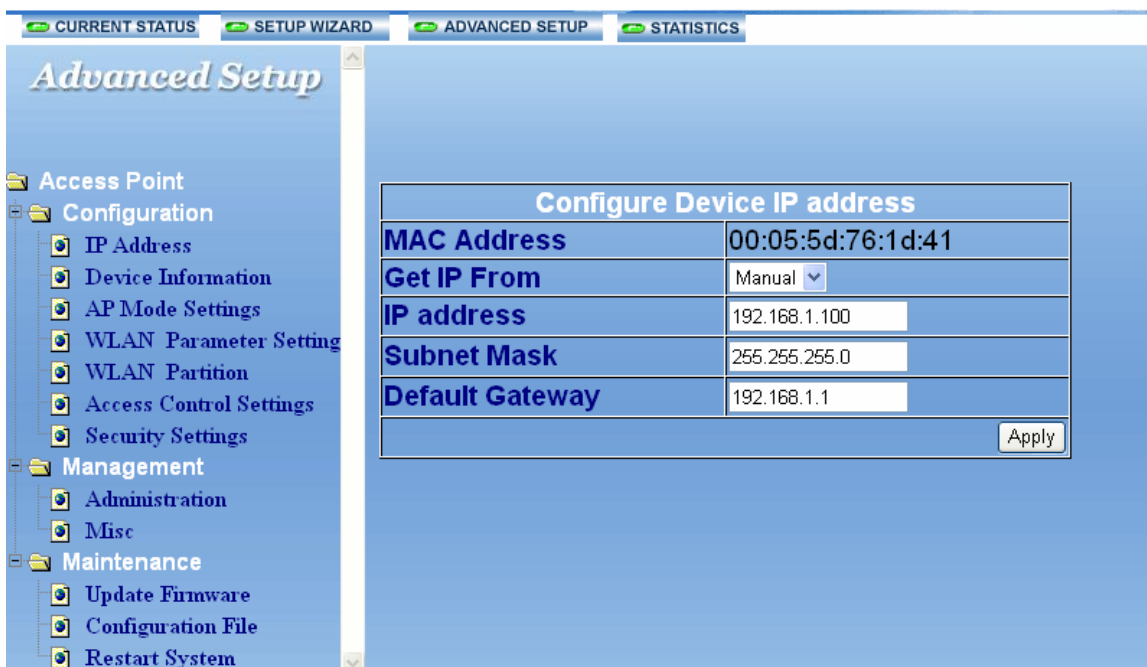 CURRENT STATUS SETUP WIZARD ADVANCED SETUP STATISTICS
Advanced Setup
Access Point
Configuration
IP Address
Device Information
AP Mode Settings
WLAN Parameter Setting
WLAN Partition
Access Control Settings
Security Settings
Management
Administration
Misc
Maintenance
Update Firmware
Configuration File
Restart System
Configure Device IP address
MAC Address 00:05:5d:76:1d:41
Get IP From Manual
IP address 192.168.1.100
Subnet Mask 255.255.255.0
Default Gateway 192.168.1.1
Apply